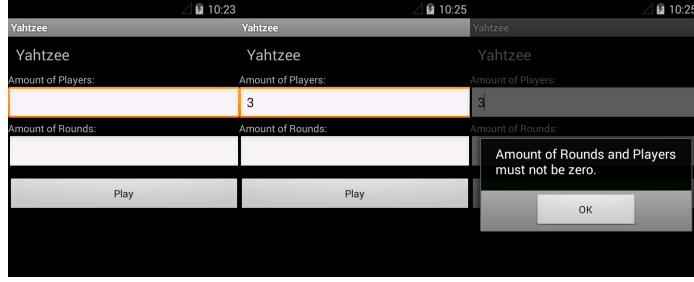 10:23
Yahtzee
Yahtzee
Amount of Players:
Amount of Rounds:
Play
10:25
Yahtzee
Yahtzee
Amount of Players:
3
Amount of Rounds:
Play
10:25
Yahtzee
Yahtzee
Amount of Players:
3
Amount of Rounds:
Amount of Rounds and Players
must not be zero.
OK